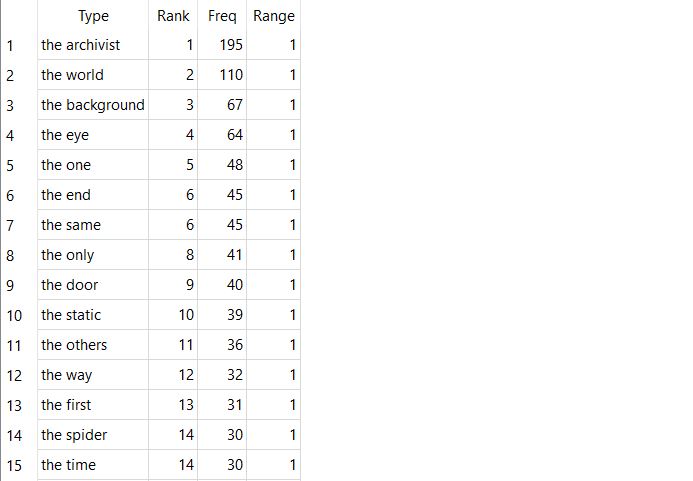 Type Rank Freq Range
1 the archivist 1 195 1
2 the world 2 110 1
3 the background 3 67 1
4 the eye 4 64 1
5 the one 5 48 1
6 the end 6 45 1
7 the same 6 45 1
8 the only 8 41 1
9 the door 9 40 1
10 the static 10 39 1
11 the others 11 36 1
12 the way 12 32 1
13 the first 13 31 1
14 the spider 14 30 1
15 the time 14 30 1